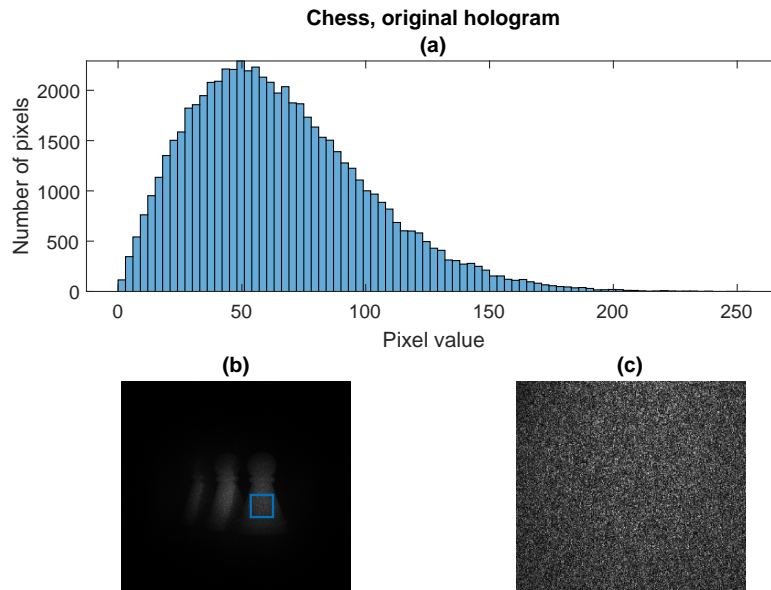 Chess, original hologram
(a)
2000
1500
1000
500
0
Number of pixels
0 50 100 150 200 250
Pixel value
(b) (c)